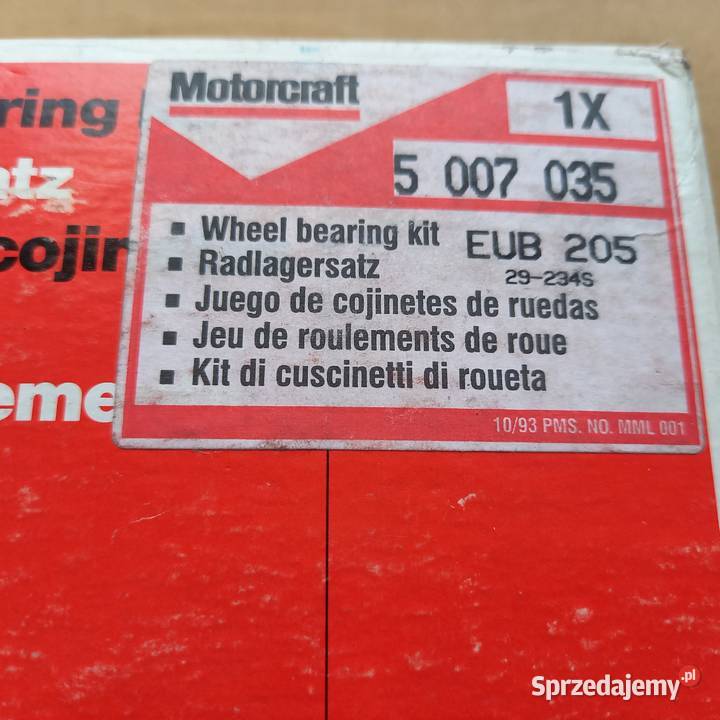 Motorcraft
1X
5 007 035
ring
atz
cojin
eme
▪ Wheel bearing kit
EUB 205
▪ Radlagersatz
29-234S
▪ Juego de cojinetes de ruedas
▪ Jeu de roulements de roue
▪ Kit di cuscinetti di roueta
10/93 PMS. NO. MML 001
Sprzedajemy.pl